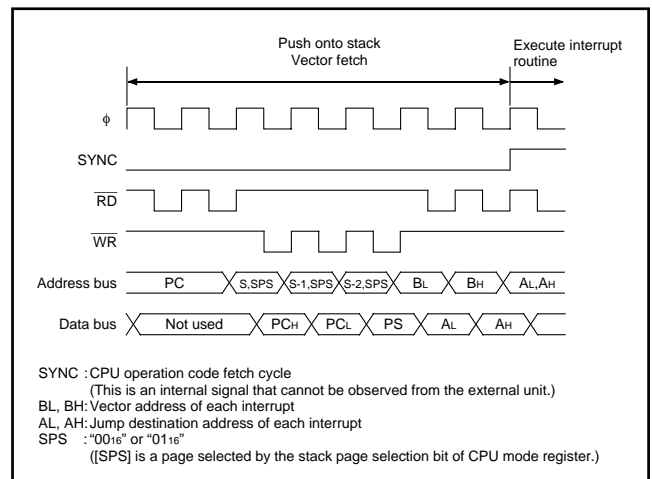 Push onto stack
Vector fetch
Execute interrupt
routine
ϕ
SYNC
RD
WR
Address bus
PC
S,SPS
S-1,SPS
S-2,SPS
BL
BH
AL,AH
Data bus
Not used
PCH
PCL
PS
AL
AH
SYNC : CPU operation code fetch cycle
(This is an internal signal that cannot be observed from the external unit.)
BL, BH: Vector address of each interrupt
AL, AH: Jump destination address of each interrupt
SPS : “0016” or “0116”
([SPS] is a page selected by the stack page selection bit of CPU mode register.)